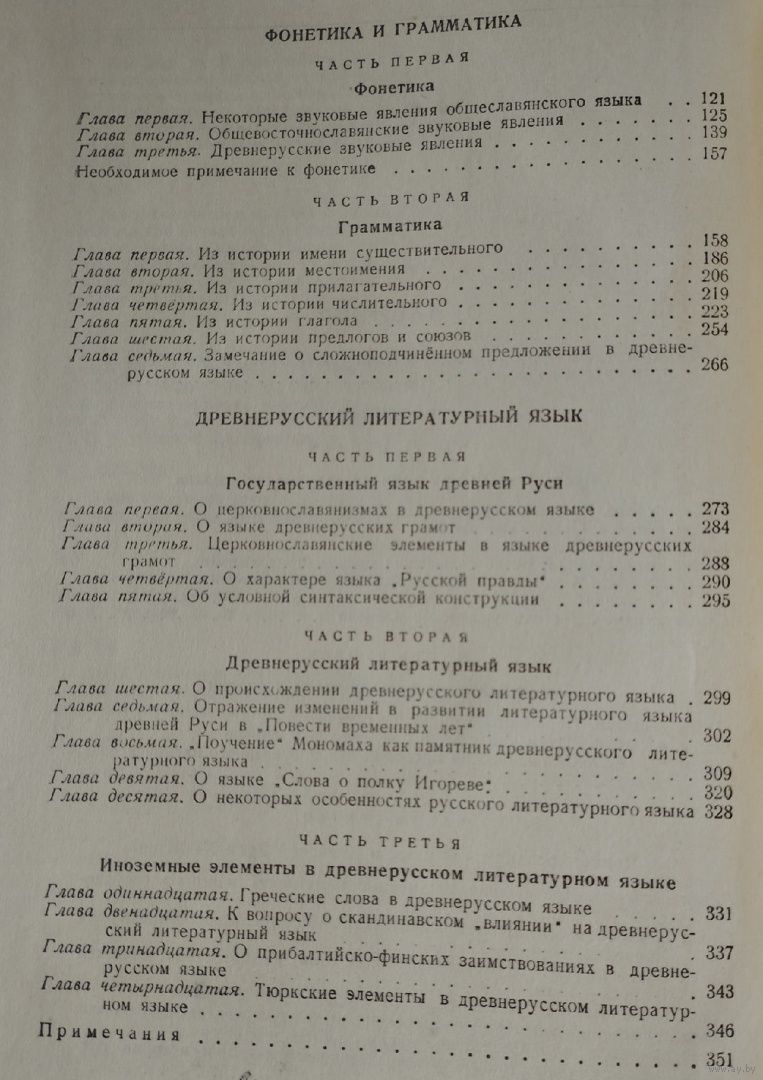 ФОНЕТИКА И ГРАММАТИКА
ЧАСТЬ ПЕРВАЯ
Фонетика
Глава первая. Некоторые звуковые явления общеславянского языка . . 121
Глава вторая. Общевосточнославянские звуковые явления . . . . . . . 125
Глава третья. Древнерусские звуковые явления . . . . . . . . . . . 139
Необходимое примечание к фонетике . . . . . . . . . . . . . . . . 157
ЧАСТЬ ВТОРАЯ
Грамматика
Глава первая. Из истории имени существительного . . . . . . . . . . 158
Глава вторая. Из истории местоимения . . . . . . . . . . . . . . . 186
Глава третья. Из истории прилагательного . . . . . . . . . . . . . 206
Глава четвёртая. Из истории числительного . . . . . . . . . . . . . 219
Глава пятая. Из истории глагола . . . . . . . . . . . . . . . . . . 223
Глава шестая. Из истории предлогов и союзов . . . . . . . . . . . . 254
Глава седьмая. Замечание о сложноподчинённом предложении в древне-
русском языке . . . . . . . . . . . . . . . . . . . . . . . . . 266
ДРЕВНЕРУССКИЙ ЛИТЕРАТУРНЫЙ ЯЗЫК
ЧАСТЬ ПЕРВАЯ
Государственный язык древней Руси
Глава первая. О церковнославянизмах в древнерусском языке . . . . . 273
Глава вторая. О языке древнерусских грамот . . . . . . . . . . . . 284
Глава третья. Церковнославянские элементы в языке древнерусских
грамот . . . . . . . . . . . . . . . . . . . . . . . . . . . . 288
Глава четвёртая. О характере языка „Русской правды“ . . . . . . . . 290
Глава пятая. Об условной синтаксической конструкции . . . . . . . . 295
ЧАСТЬ ВТОРАЯ
Древнерусский литературный язык
Глава шестая. О происхождении древнерусского литературного языка . 299
Глава седьмая. Отражение изменений в развитии литературного языка
древней Руси в „Повести временных лет“ . . . . . . . . . . . . 302
Глава восьмая. „Поучение“ Мономаха как памятник древнерусского лите-
ратурного языка . . . . . . . . . . . . . . . . . . . . . . . . 309
Глава девятая. О языке „Слова о полку Игореве“ . . . . . . . . . . 320
Глава десятая. О некоторых особенностях русского литературного языка 328
ЧАСТЬ ТРЕТЬЯ
Иноземные элементы в древнерусском литературном языке
Глава одиннадцатая. Греческие слова в древнерусском языке . . . . . 331
Глава двенадцатая. К вопросу о скандинавском „влиянии“ на древнерус-
ский литературный язык . . . . . . . . . . . . . . . . . . . . 337
Глава тринадцатая. О прибалтийско-финских заимствованиях в древне-
русском языке . . . . . . . . . . . . . . . . . . . . . . . . . 343
Глава четырнадцатая. Тюркские элементы в древнерусском литератур-
ном языке . . . . . . . . . . . . . . . . . . . . . . . . . . . 346
Примечания . . . . . . . . . . . . . . . . . . . . . . . . . . . 351
www.ay.by